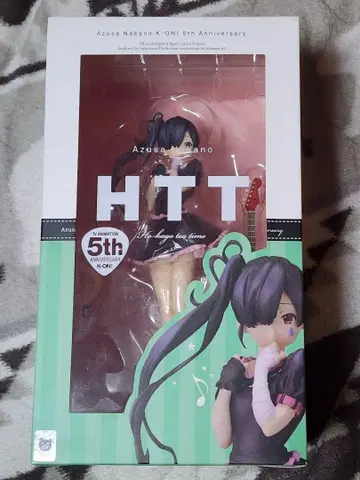 Azusa Nakano K-ON! 5th Anniversary
Azusa Nakano
HTT
Ho-kago tea time
TV ANIMATION
5th
ANNIVERSARY
K-ON!